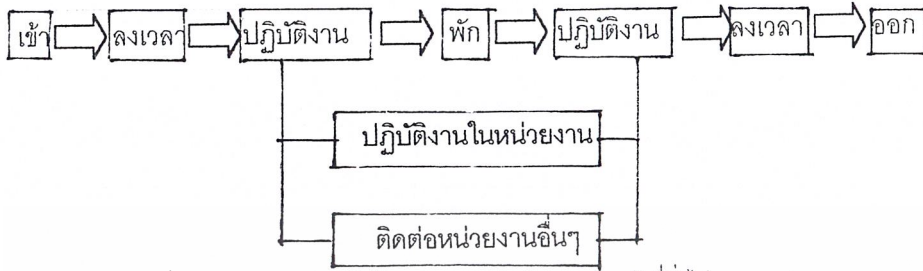 เข้า ลงเวลา ปฏิบัติงาน พัก ปฏิบัติงาน ลงเวลา ออก
ปฏิบัติงานในหน่วยงาน
ติดต่อหน่วยงานอื่นๆ